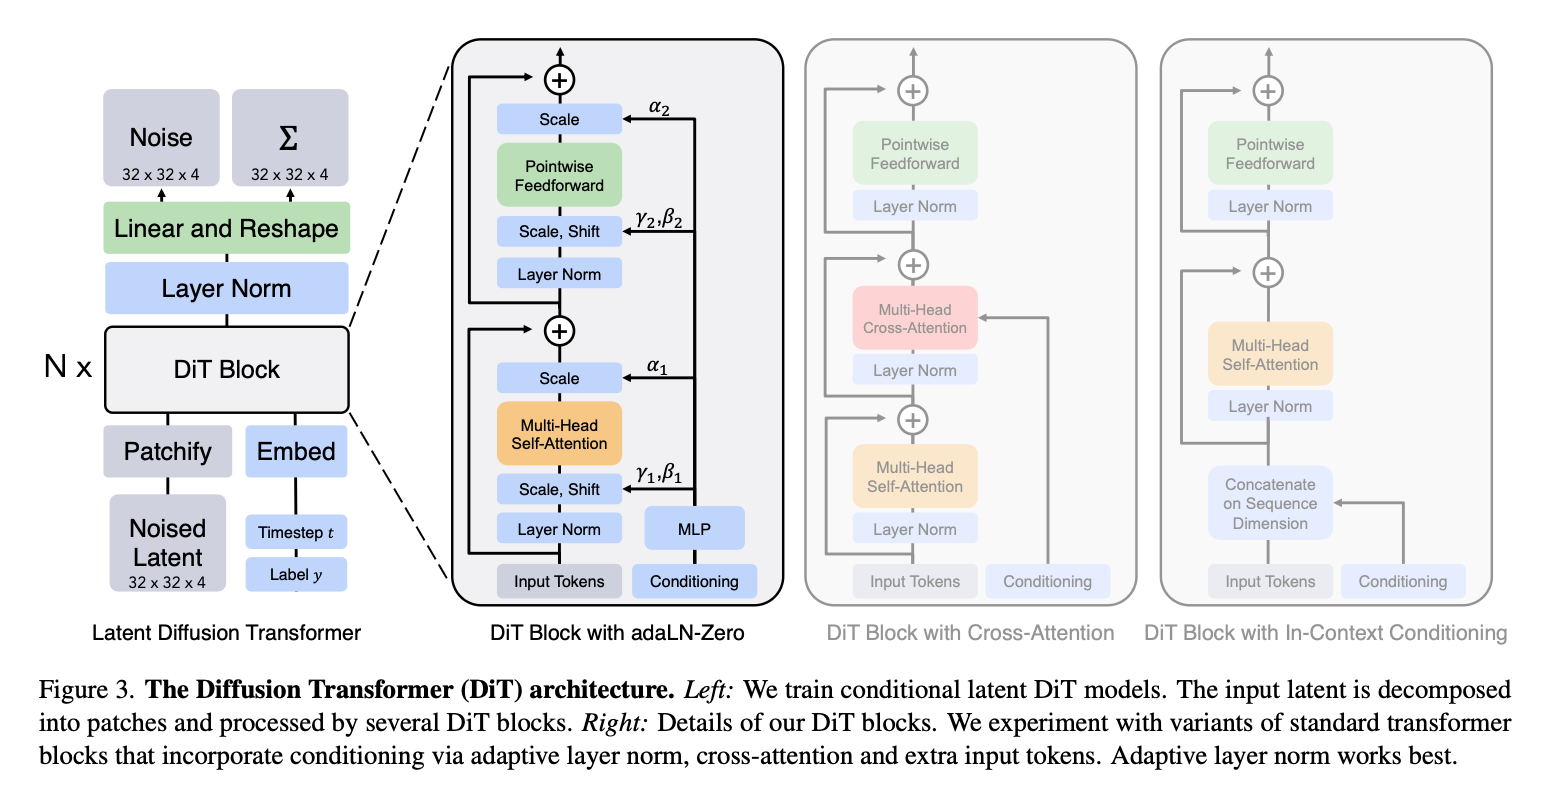 Noise
32 x 32 x 4
Σ
32 x 32 x 4
Linear and Reshape
Layer Norm
N x
DiT Block
Patchify
Embed
Noised
Latent
32 x 32 x 4
Timestep t
Label y
Latent Diffusion Transformer
+
Scale
α2
Pointwise
Feedforward
Scale, Shift
γ2,β2
Layer Norm
+
Scale
α1
Multi-Head
Self-Attention
Scale, Shift
γ1,β1
Layer Norm
MLP
Input Tokens
Conditioning
DiT Block with adaLN-Zero
+
Pointwise
Feedforward
Layer Norm
+
Multi-Head
Cross-Attention
Layer Norm
+
Multi-Head
Self-Attention
Layer Norm
Input Tokens
Conditioning
DiT Block with Cross-Attention
+
Pointwise
Feedforward
Layer Norm
+
Multi-Head
Self-Attention
Layer Norm
Concatenate
on Sequence
Dimension
Input Tokens
Conditioning
DiT Block with In-Context Conditioning
Figure 3. The Diffusion Transformer (DiT) architecture. Left: We train conditional latent DiT models. The input latent is decomposed
into patches and processed by several DiT blocks. Right: Details of our DiT blocks. We experiment with variants of standard transformer
blocks that incorporate conditioning via adaptive layer norm, cross-attention and extra input tokens. Adaptive layer norm works best.